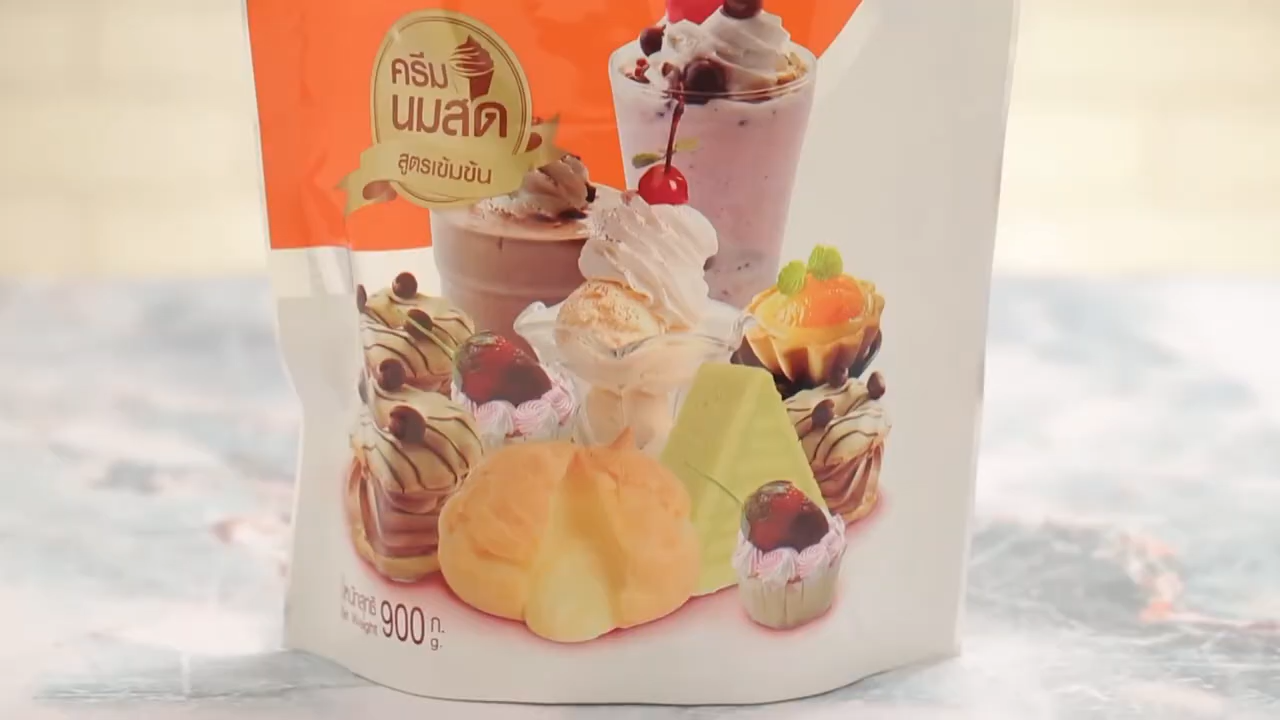 ครีม
นมสด
สูตรเข้มข้น
น้ำหนักสุทธิ 900 ก.
Net Weight g.